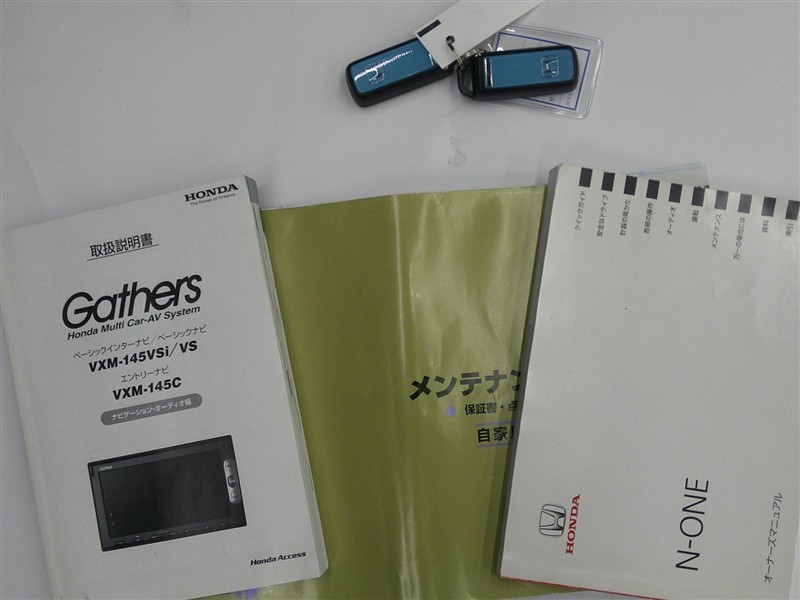 HONDA
The Power of Dreams
取扱説明書
Gathers
Honda Multi Car-AV System
ベーシックインターナビ/ベーシックナビ
VXM-145VSi/VS
エントリーナビ
VXM-145C
ナビゲーション・オーディオ編
Gathers
Honda Access
メンテナン
保証書・点
自家
クイックガイド
安全なドライブ
計器の見かた
各部の操作
オーディオ
運転
メンテナンス
万一の場合には
資料
索引
HONDA
N-ONE
オーナーズマニュアル